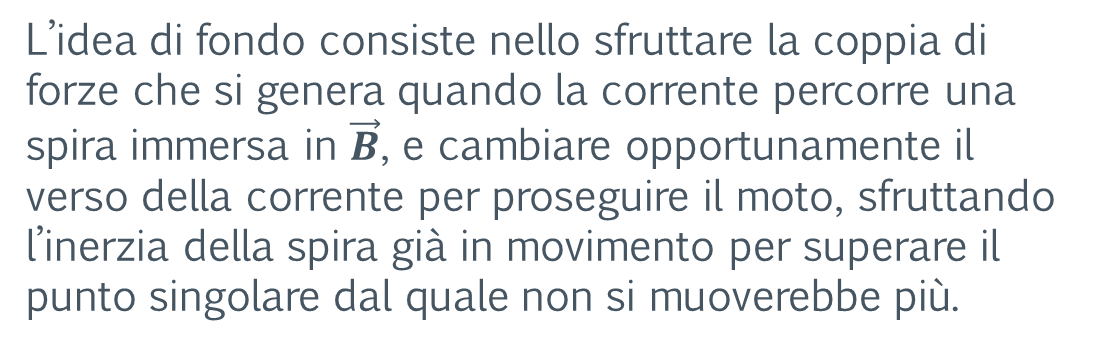 L’idea di fondo consiste nello sfruttare la coppia di
forze che si genera quando la corrente percorre una
spira immersa in $\overrightarrow{B}$, e cambiare opportunamente il
verso della corrente per proseguire il moto, sfruttando
l’inerzia della spira già in movimento per superare il
punto singolare dal quale non si muoverebbe più.